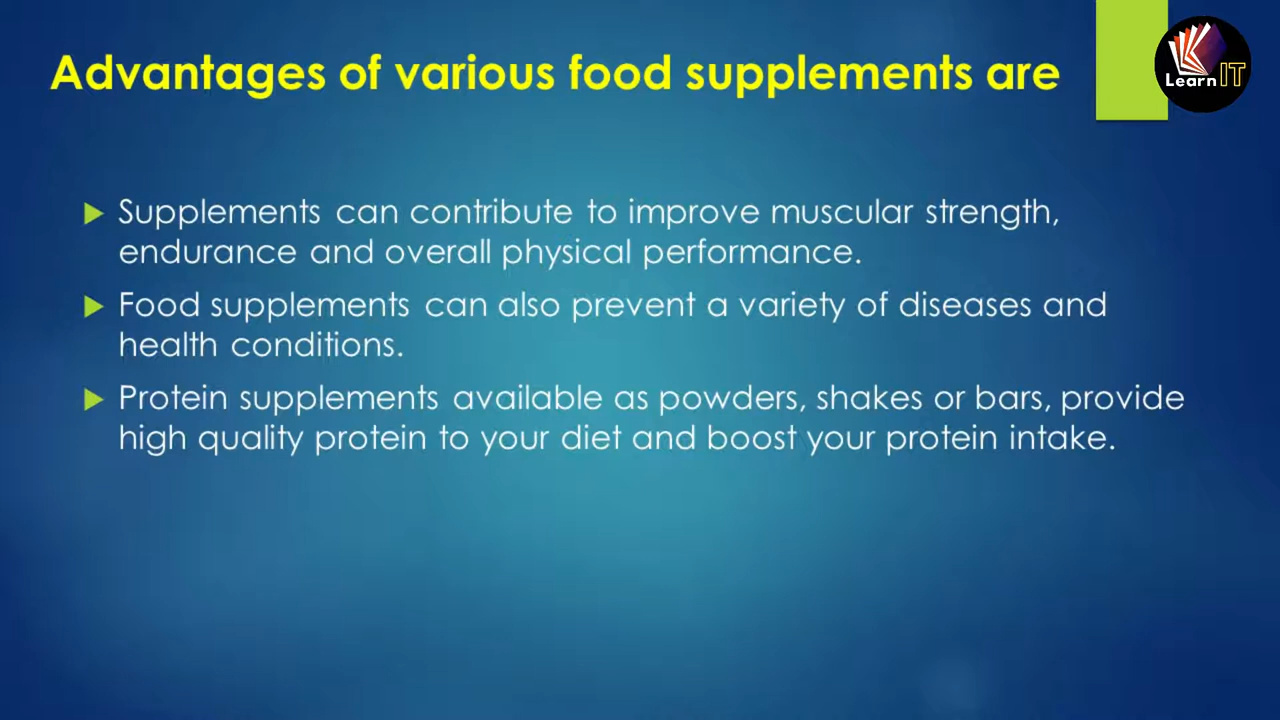 Advantages of various food supplements are
Learn IT
Supplements can contribute to improve muscular strength,
endurance and overall physical performance.
Food supplements can also prevent a variety of diseases and
health conditions.
Protein supplements available as powders, shakes or bars, provide
high quality protein to your diet and boost your protein intake.